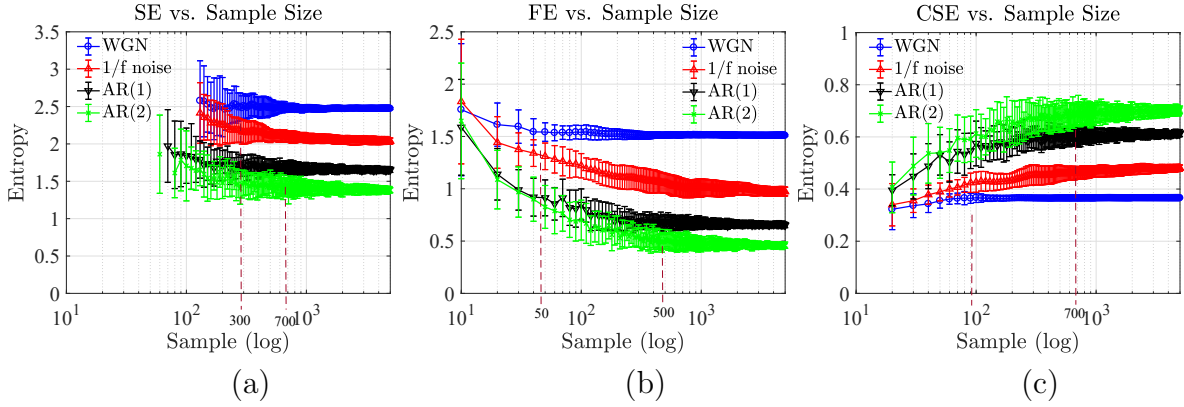 SE vs. Sample Size
3.5
3
2.5
2
1.5
1
0.5
0
Entropy
WGN
1/f noise
AR(1)
AR(2)
10^1
10^2
300
700
10^3
Sample (log)
(a)
FE vs. Sample Size
2.5
2
1.5
1.0
0.5
0
Entropy
WGN
1/f noise
AR(1)
AR(2)
10^1
50
10^2
500
10^3
Sample (log)
(b)
CSE vs. Sample Size
1
0.8
0.6
0.4
0.2
0
Entropy
WGN
1/f noise
AR(1)
AR(2)
10^1
10^2
700
10^3
Sample (log)
(c)